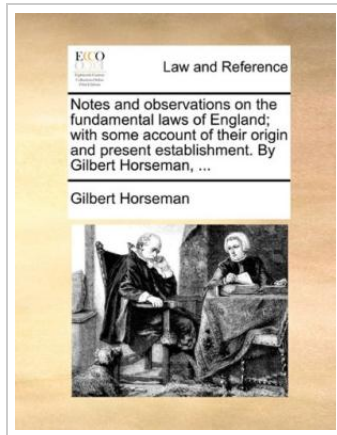 ECCO
Law and Reference
Notes and observations on the
fundamental laws of England;
with some account of their origin
and present establishment. By
Gilbert Horseman, ...
Gilbert Horseman